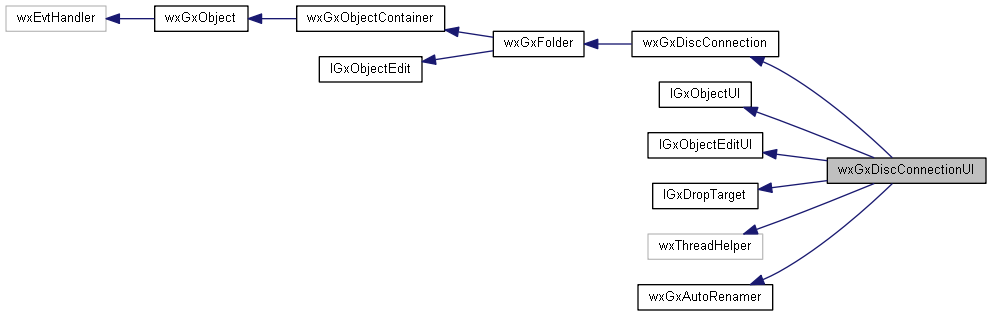 wxEvtHandler
wxGxObject
wxGxObjectContainer
wxGxFolder
wxGxDiscConnection
IGxObjectEdit
IGxObjectUI
IGxObjectEditUI
wxGxDiscConnectionUI
IGxDropTarget
wxThreadHelper
wxGxAutoRenamer